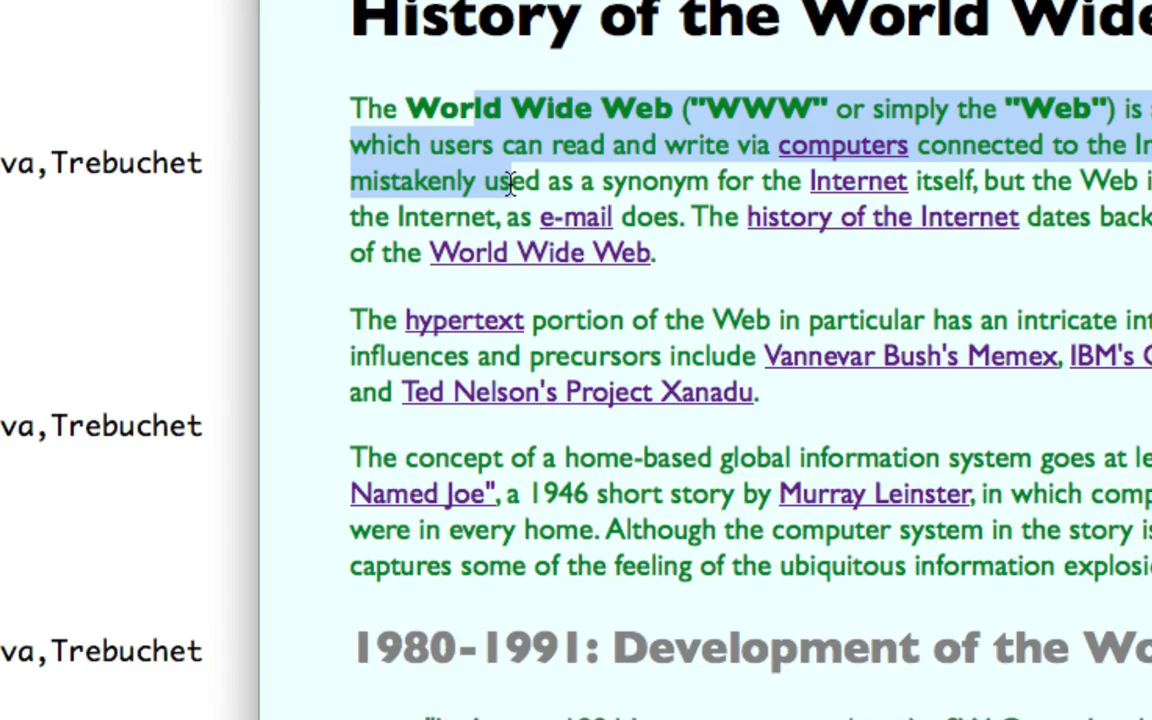 History of the World Wide
The World Wide Web ("WWW" or simply the "Web") is
which users can read and write via computers connected to the
va,Trebuchet
mistakenly used as a synonym for the Internet itself, but the Web
the Internet, as e-mail does. The history of the Internet dates back
of the World Wide Web.
The hypertext portion of the Web in particular has an intricate
influences and precursors include Vannevar Bush's Memex, IBM's
and Ted Nelson's Project Xanadu.
va,Trebuchet
The concept of a home-based global information system goes at
Named Joe", a 1946 short story by Murray Leinster, in which
were in every home. Although the computer system in the story
captures some of the feeling of the ubiquitous information
va,Trebuchet
1980-1991: Development of the